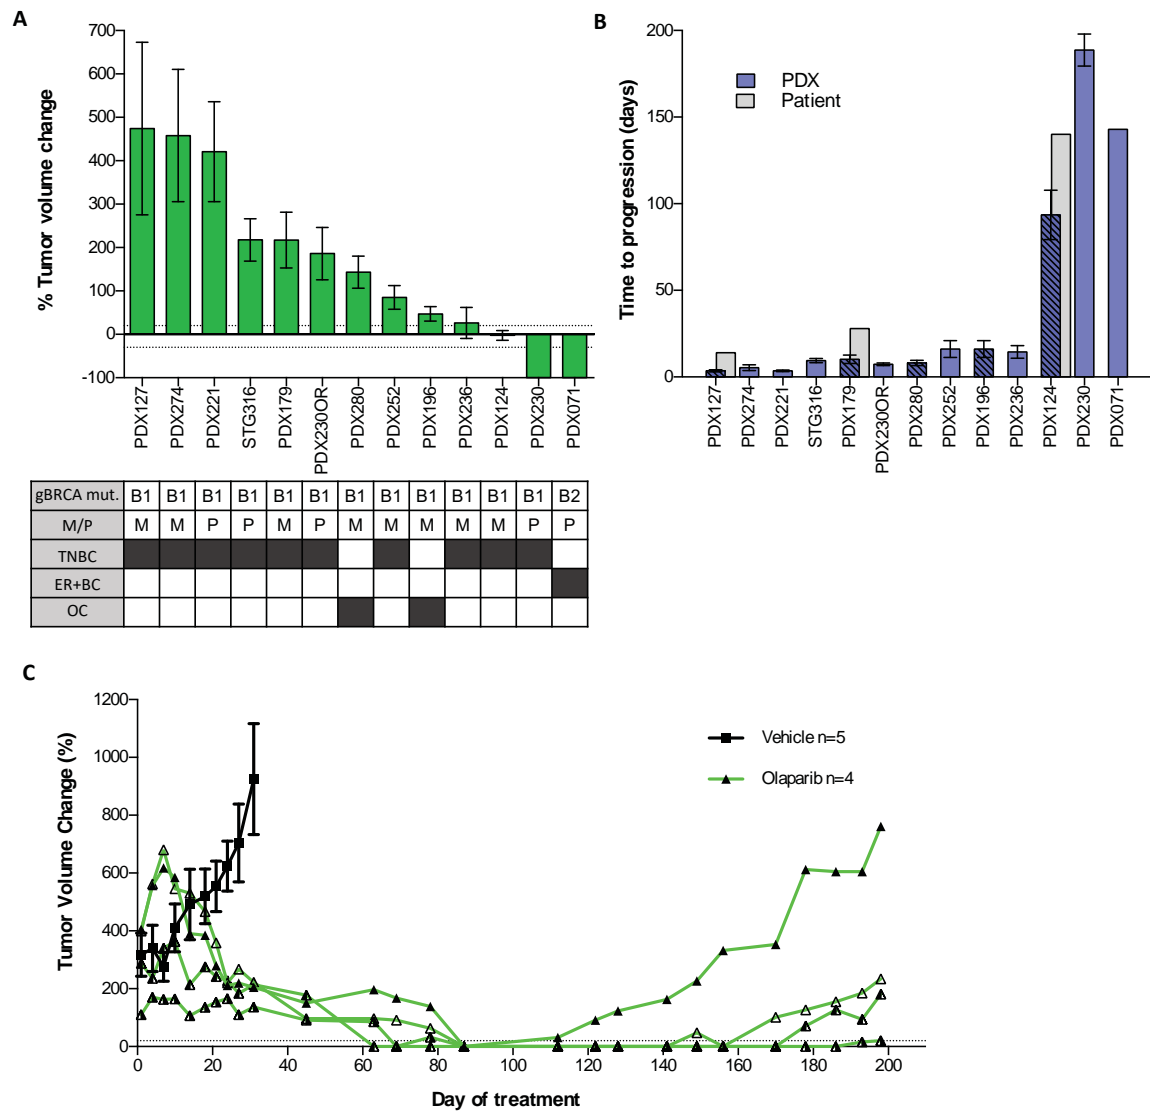 A
% Tumor volume change
700
600
500
400
300
200
100
0
-100
PDX127
PDX274
PDX221
STG316
PDX179
PDX230OR
PDX280
PDX252
PDX196
PDX236
PDX124
PDX230
PDX071
gBRCA mut. B1 B1 B1 B1 B1 B1 B1 B1 B1 B1 B1 B1 B2
M/P M M P P M P M M M M M P P
TNBC
ER+BC
OC
B
Time to progression (days)
200
150
100
50
0
PDX
Patient
PDX127
PDX274
PDX221
STG316
PDX179
PDX230OR
PDX280
PDX252
PDX196
PDX236
PDX124
PDX230
PDX071
C
Tumor Volume Change (%)
1200
1000
800
600
400
200
0
Vehicle n=5
Olaparib n=4
0 20 40 60 80 100 120 140 160 180 200
Day of treatment